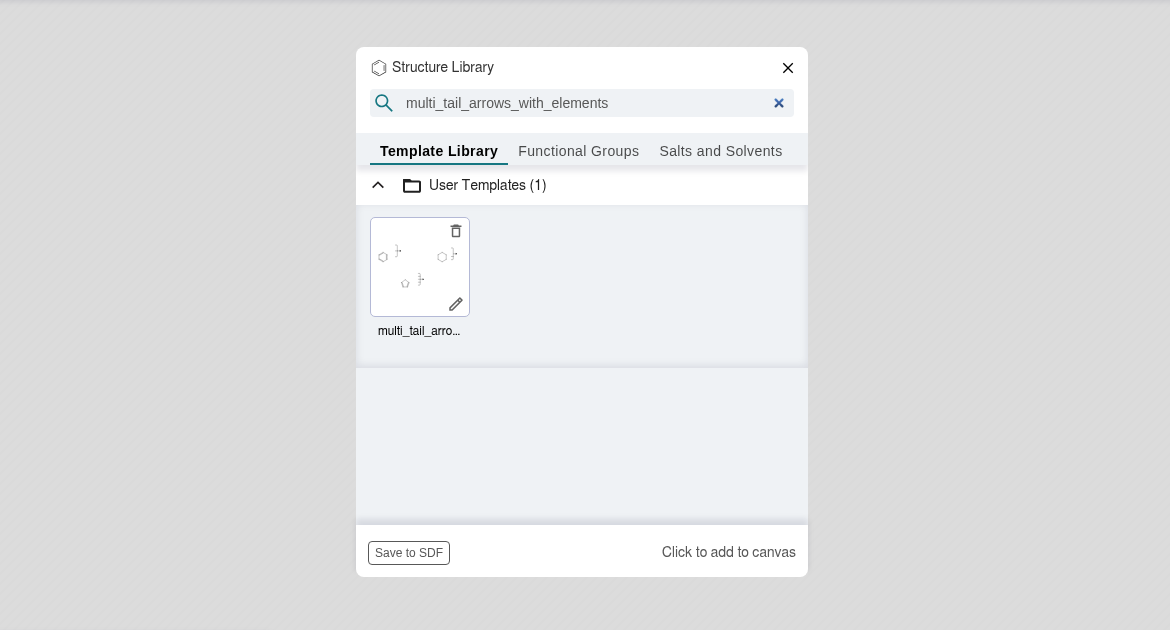 Structure Library
multi_tail_arrows_with_elements
Template Library Functional Groups Salts and Solvents
User Templates (1)
multi_tail_arro...
Save to SDF Click to add to canvas